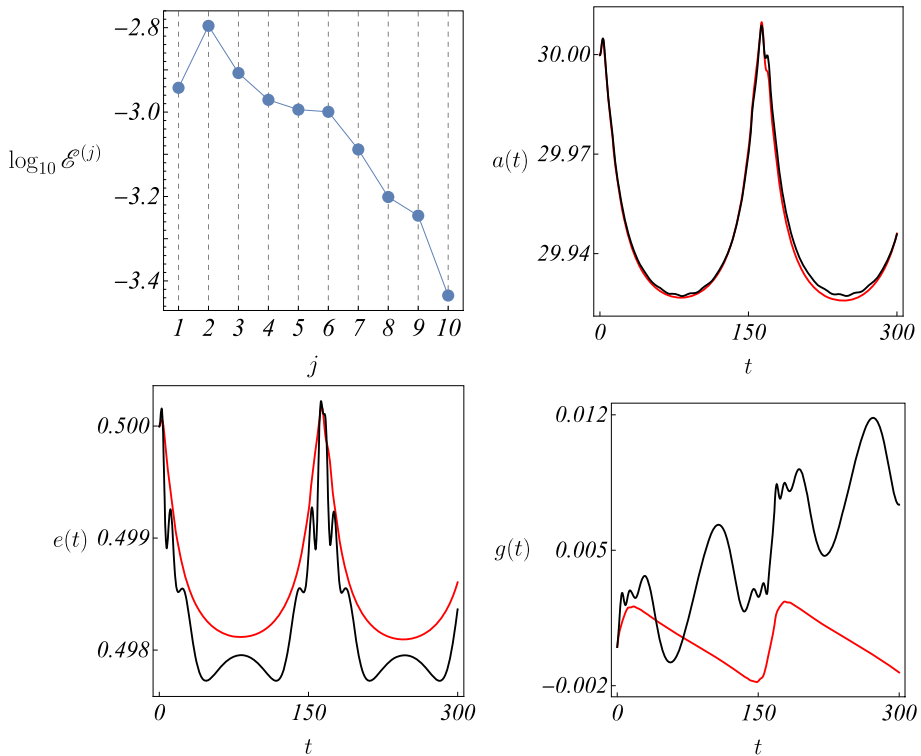 −2.8
−3.0
−3.2
−3.4
log₁₀ ℰ⁽ʲ⁾
1 2 3 4 5 6 7 8 9 10
j
30.00
29.97
29.94
a(t)
0 150 300
t
0.500
0.499
0.498
e(t)
0 150 300
t
0.012
0.005
−0.002
g(t)
0 150 300
t